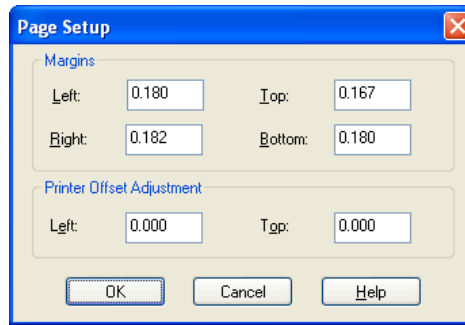 Page Setup
Margins
Left: 0.180 Top: 0.167
Right: 0.182 Bottom: 0.180
Printer Offset Adjustment
Left: 0.000 Top: 0.000
OK Cancel Help